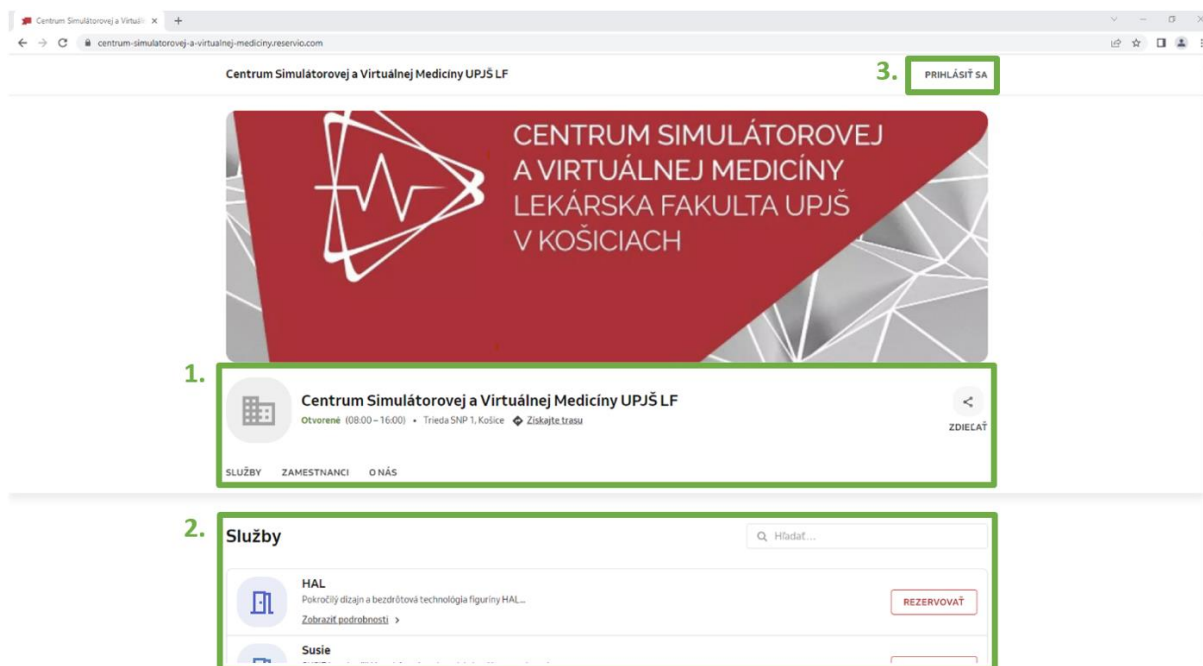 Centrum Simulátorovej a Virtuáln
centrum-simulatorovej-a-virtualnej-mediciny.reservio.com
Centrum Simulátorovej a Virtuálnej Medicíny UPJŠ LF
3.
PRIHLÁSIŤ SA
CENTRUM SIMULÁTOROVEJ
A VIRTUÁLNEJ MEDICÍNY
LEKÁRSKA FAKULTA UPJŠ
V KOŠICIACH
1.
Centrum Simulátorovej a Virtuálnej Medicíny UPJŠ LF
Otvorené (08:00 – 16:00) • Trieda SNP 1, Košice Získajte trasu
ZDIEĽAŤ
SLUŽBY ZAMESTNANCI O NÁS
2.
Služby
Hľadať...
HAL
Pokročilý dizajn a bezdrôtová technológia figuríny HAL...
REZERVOVAŤ
Zobraziť podrobnosti >
Susie